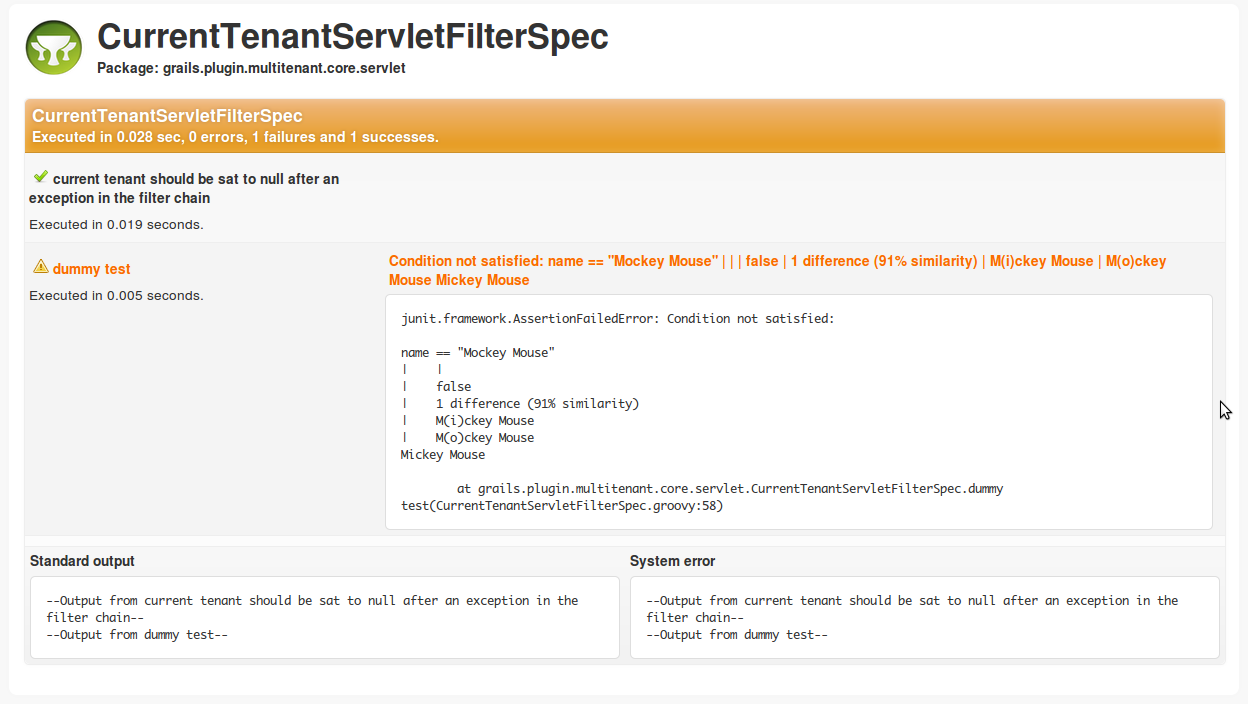 CurrentTenantServletFilterSpec
Package: grails.plugin.multitenant.core.servlet
CurrentTenantServletFilterSpec
Executed in 0.028 sec, 0 errors, 1 failures and 1 successes.
current tenant should be sat to null after an
exception in the filter chain
Executed in 0.019 seconds.
dummy test
Executed in 0.005 seconds.
Condition not satisfied: name == "Mockey Mouse" | | | false | 1 difference (91% similarity) | M(i)ckey Mouse | M(o)ckey
Mouse Mickey Mouse
junit.framework.AssertionFailedError: Condition not satisfied:
name == "Mockey Mouse"
|    |
|    false
|    1 difference (91% similarity)
|    M(i)ckey Mouse
|    M(o)ckey Mouse
Mickey Mouse
at grails.plugin.multitenant.core.servlet.CurrentTenantServletFilterSpec.dummy
test(CurrentTenantServletFilterSpec.groovy:58)
Standard output
--Output from current tenant should be sat to null after an exception in the
filter chain--
--Output from dummy test--
System error
--Output from current tenant should be sat to null after an exception in the
filter chain--
--Output from dummy test--